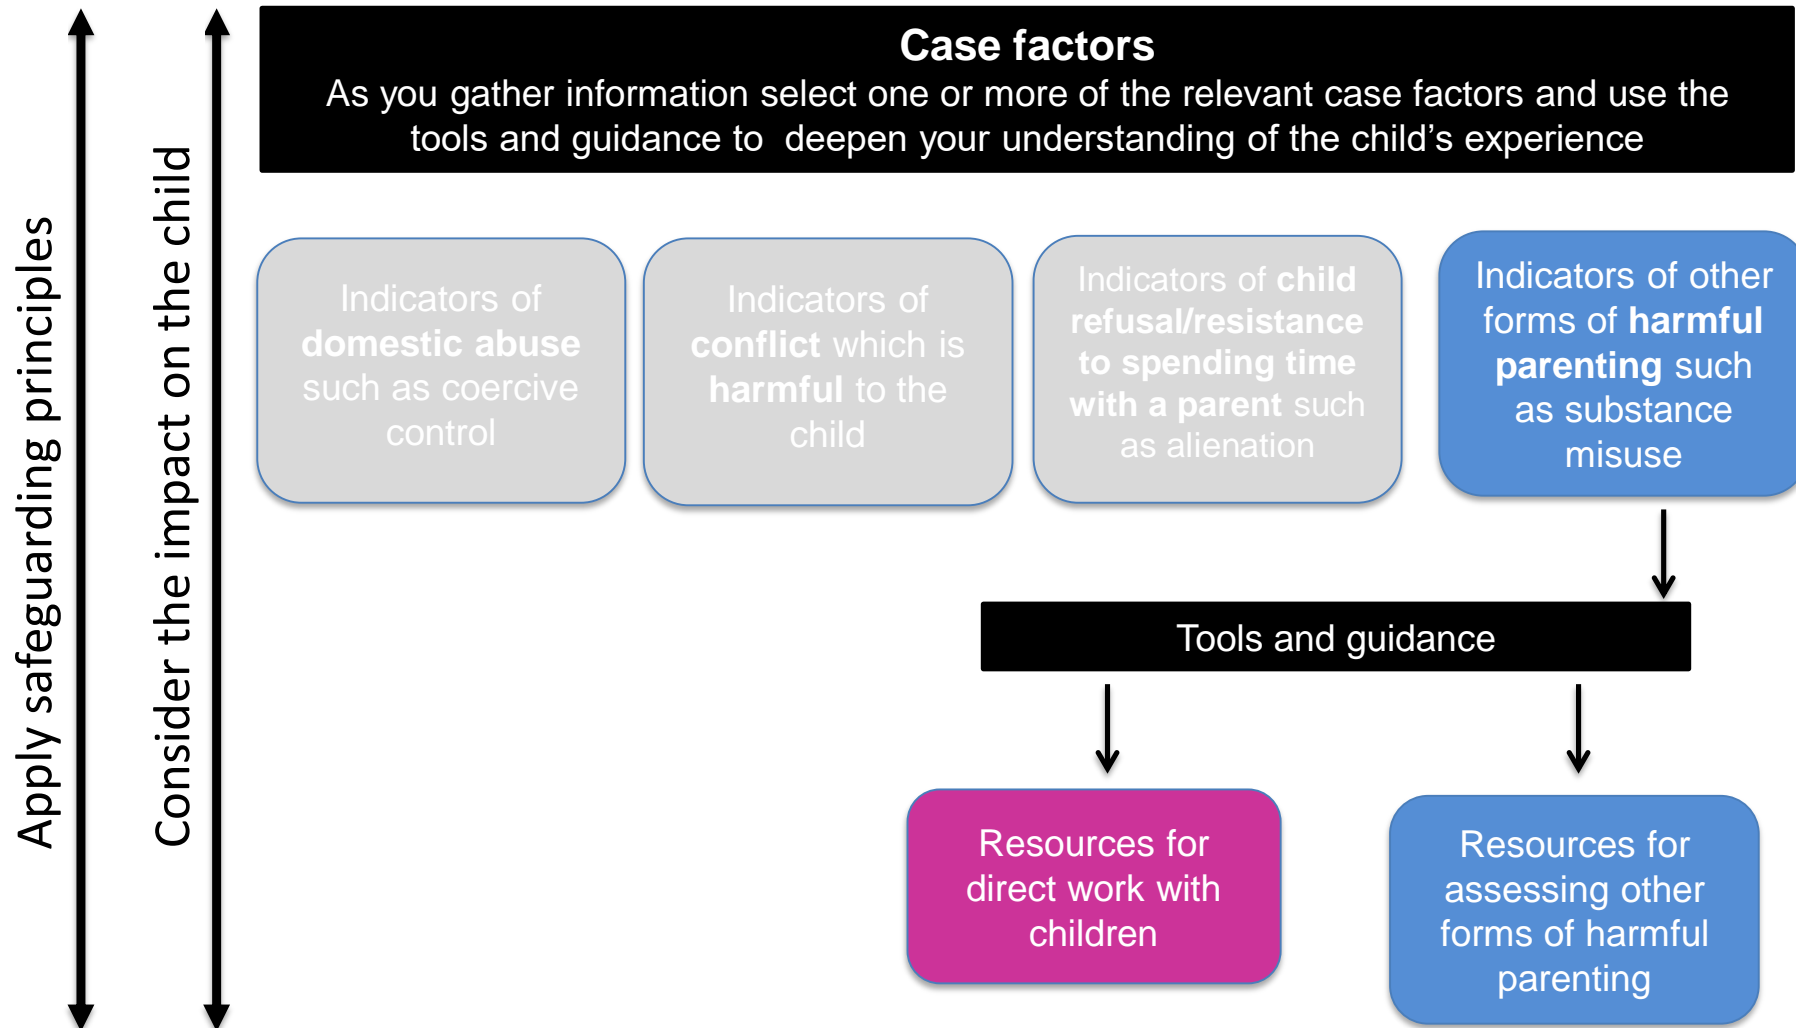 Apply safeguarding principles
Consider the impact on the child
Case factors
As you gather information select one or more of the relevant case factors and use the
tools and guidance to  deepen your understanding of the child’s experience
Indicators of
domestic abuse
such as coercive
control
Indicators of
conflict which is
harmful to the
child
Indicators of child
refusal/resistance
to spending time
with a parent such
as alienation
Indicators of other
forms of harmful
parenting such
as substance
misuse
Tools and guidance
Resources for
direct work with
children
Resources for
assessing other
forms of harmful
parenting